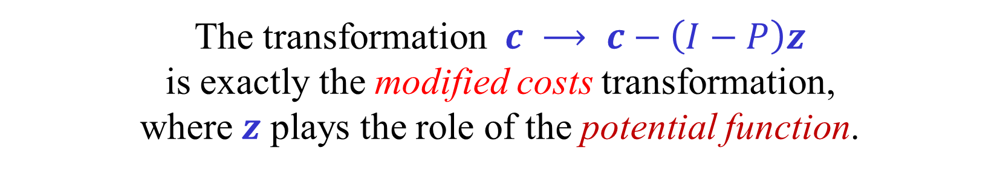 The transformation c → c − (I − P)z
is exactly the modified costs transformation,
where z plays the role of the potential function.